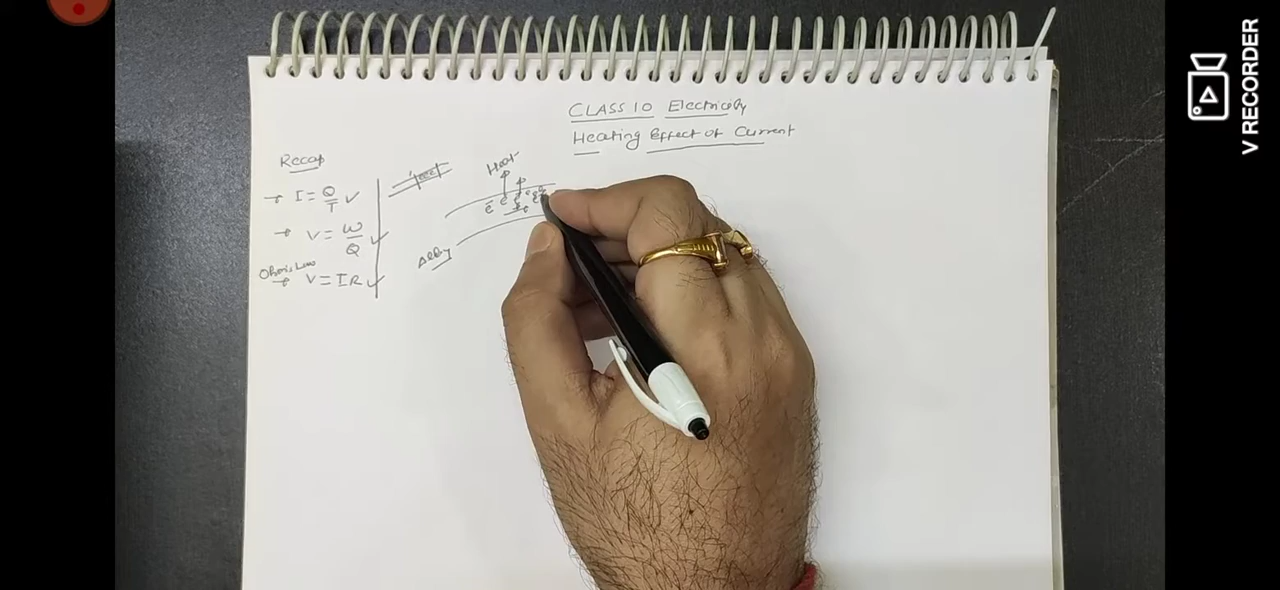 CLASS 10 Electricity
Heating Effect of Current
Recap
→ I = Q/T ✓
→ V = W/Q ✓
Ohm's Law
→ V = IR ✓
Heat
e e e e e
Alloy
V RECORDER